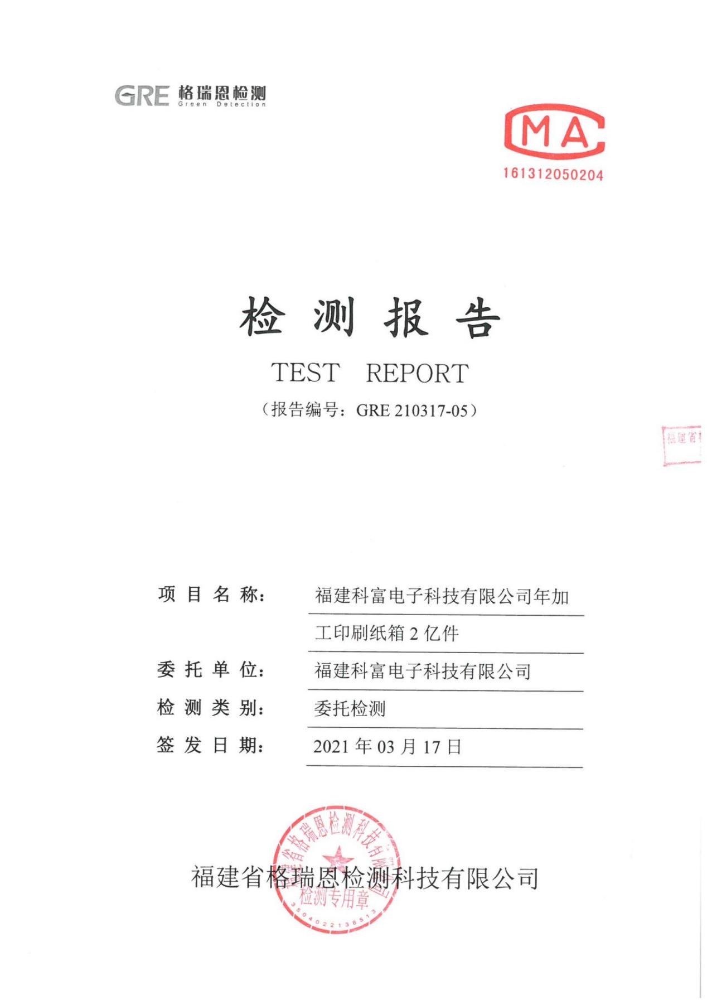 GRE 格瑞恩检测
Green Detection
MA
161312050204
检测报告
TEST REPORT
（报告编号：GRE 210317-05）
福建省
项目名称： 福建科富电子科技有限公司年加
工印刷纸箱 2 亿件
委托单位： 福建科富电子科技有限公司
检测类别： 委托检测
签发日期： 2021 年 03 月 17 日
福建省格瑞恩检测科技有限公司
福建省格瑞恩检测科技有限公司
检测专用章
3504022138513